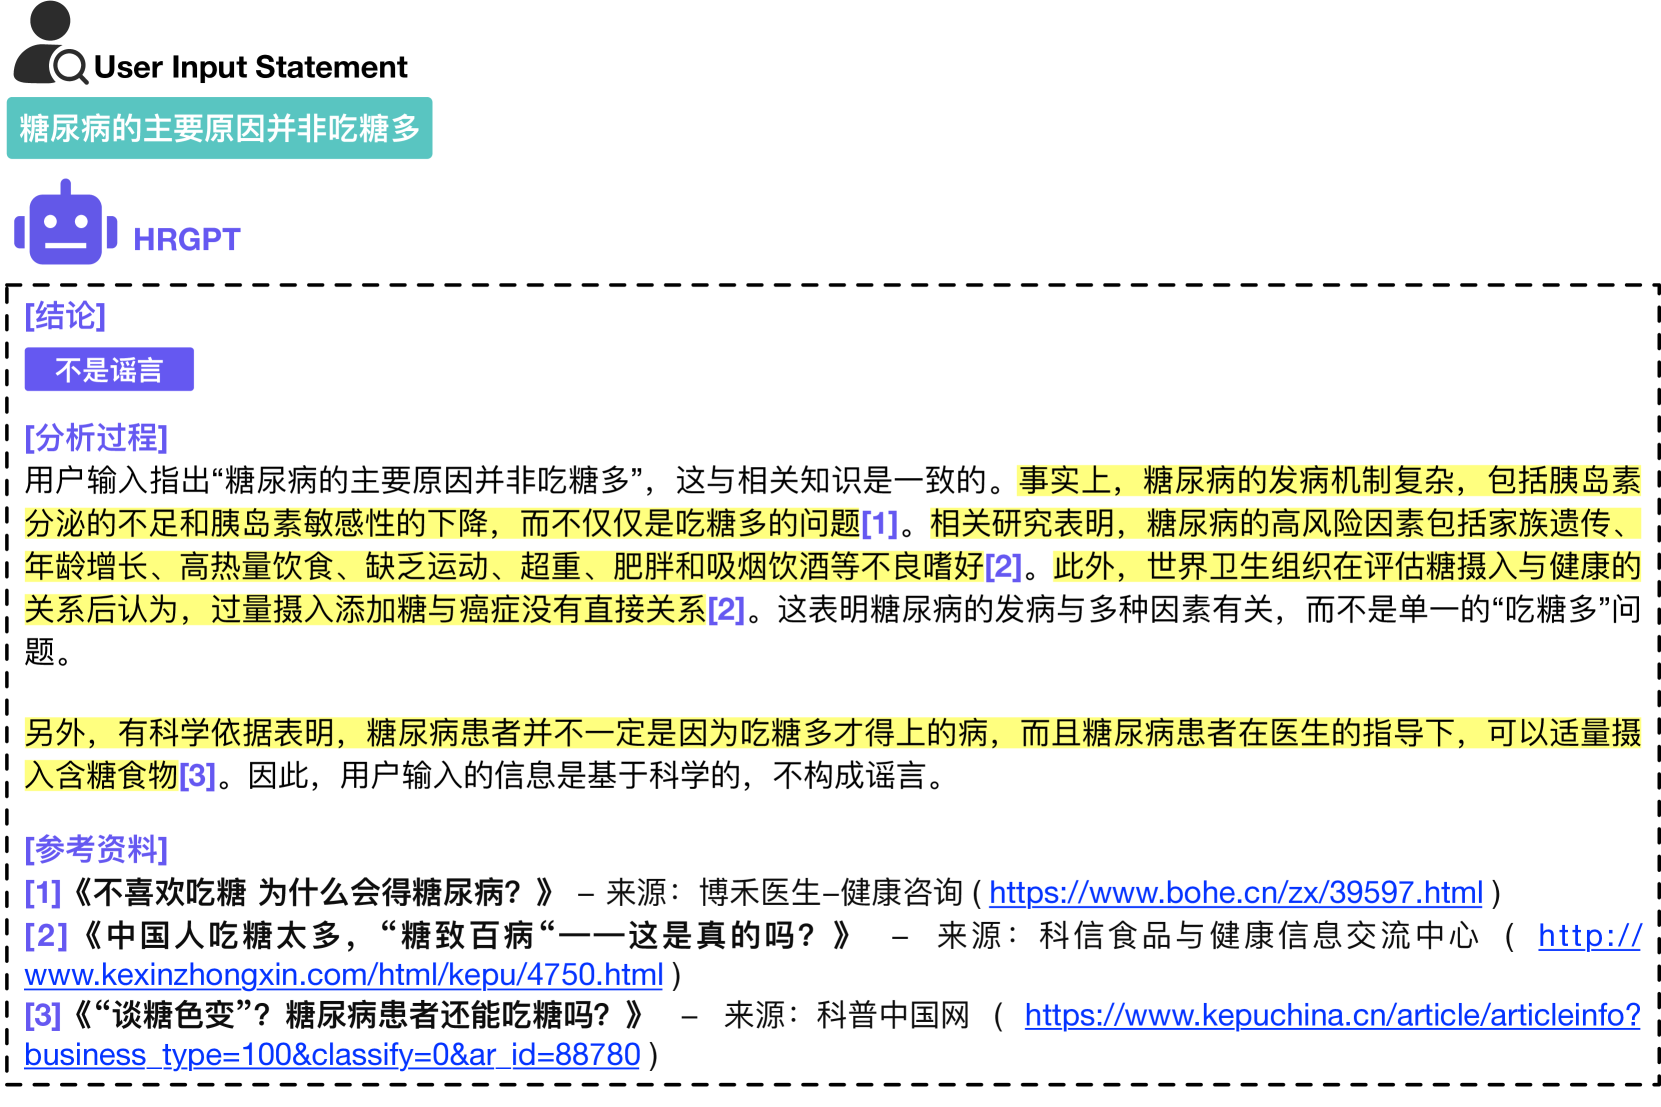 User Input Statement
糖尿病的主要原因并非吃糖多
HRGPT
[结论]
不是谣言
[分析过程]
用户输入指出“糖尿病的主要原因并非吃糖多”，这与相关知识是一致的。事实上，糖尿病的发病机制复杂，包括胰岛素
分泌的不足和胰岛素敏感性的下降，而不仅仅是吃糖多的问题[1]。相关研究表明，糖尿病的高风险因素包括家族遗传、
年龄增长、高热量饮食、缺乏运动、超重、肥胖和吸烟饮酒等不良嗜好[2]。此外，世界卫生组织在评估糖摄入与健康的
关系后认为，过量摄入添加糖与癌症没有直接关系[2]。这表明糖尿病的发病与多种因素有关，而不是单一的“吃糖多”问
题。
另外，有科学依据表明，糖尿病患者并不一定是因为吃糖多才得上的病，而且糖尿病患者在医生的指导下，可以适量摄
入含糖食物[3]。因此，用户输入的信息是基于科学的，不构成谣言。
[参考资料]
[1]《不喜欢吃糖 为什么会得糖尿病？》 – 来源：博禾医生–健康咨询 ( https://www.bohe.cn/zx/39597.html )
[2]《中国人吃糖太多，“糖致百病“——这是真的吗？》 – 来源：科信食品与健康信息交流中心 ( http://
www.kexinzhongxin.com/html/kepu/4750.html )
[3]《“谈糖色变”？糖尿病患者还能吃糖吗？》 – 来源：科普中国网 ( https://www.kepuchina.cn/article/articleinfo?
business_type=100&classify=0&ar_id=88780 )